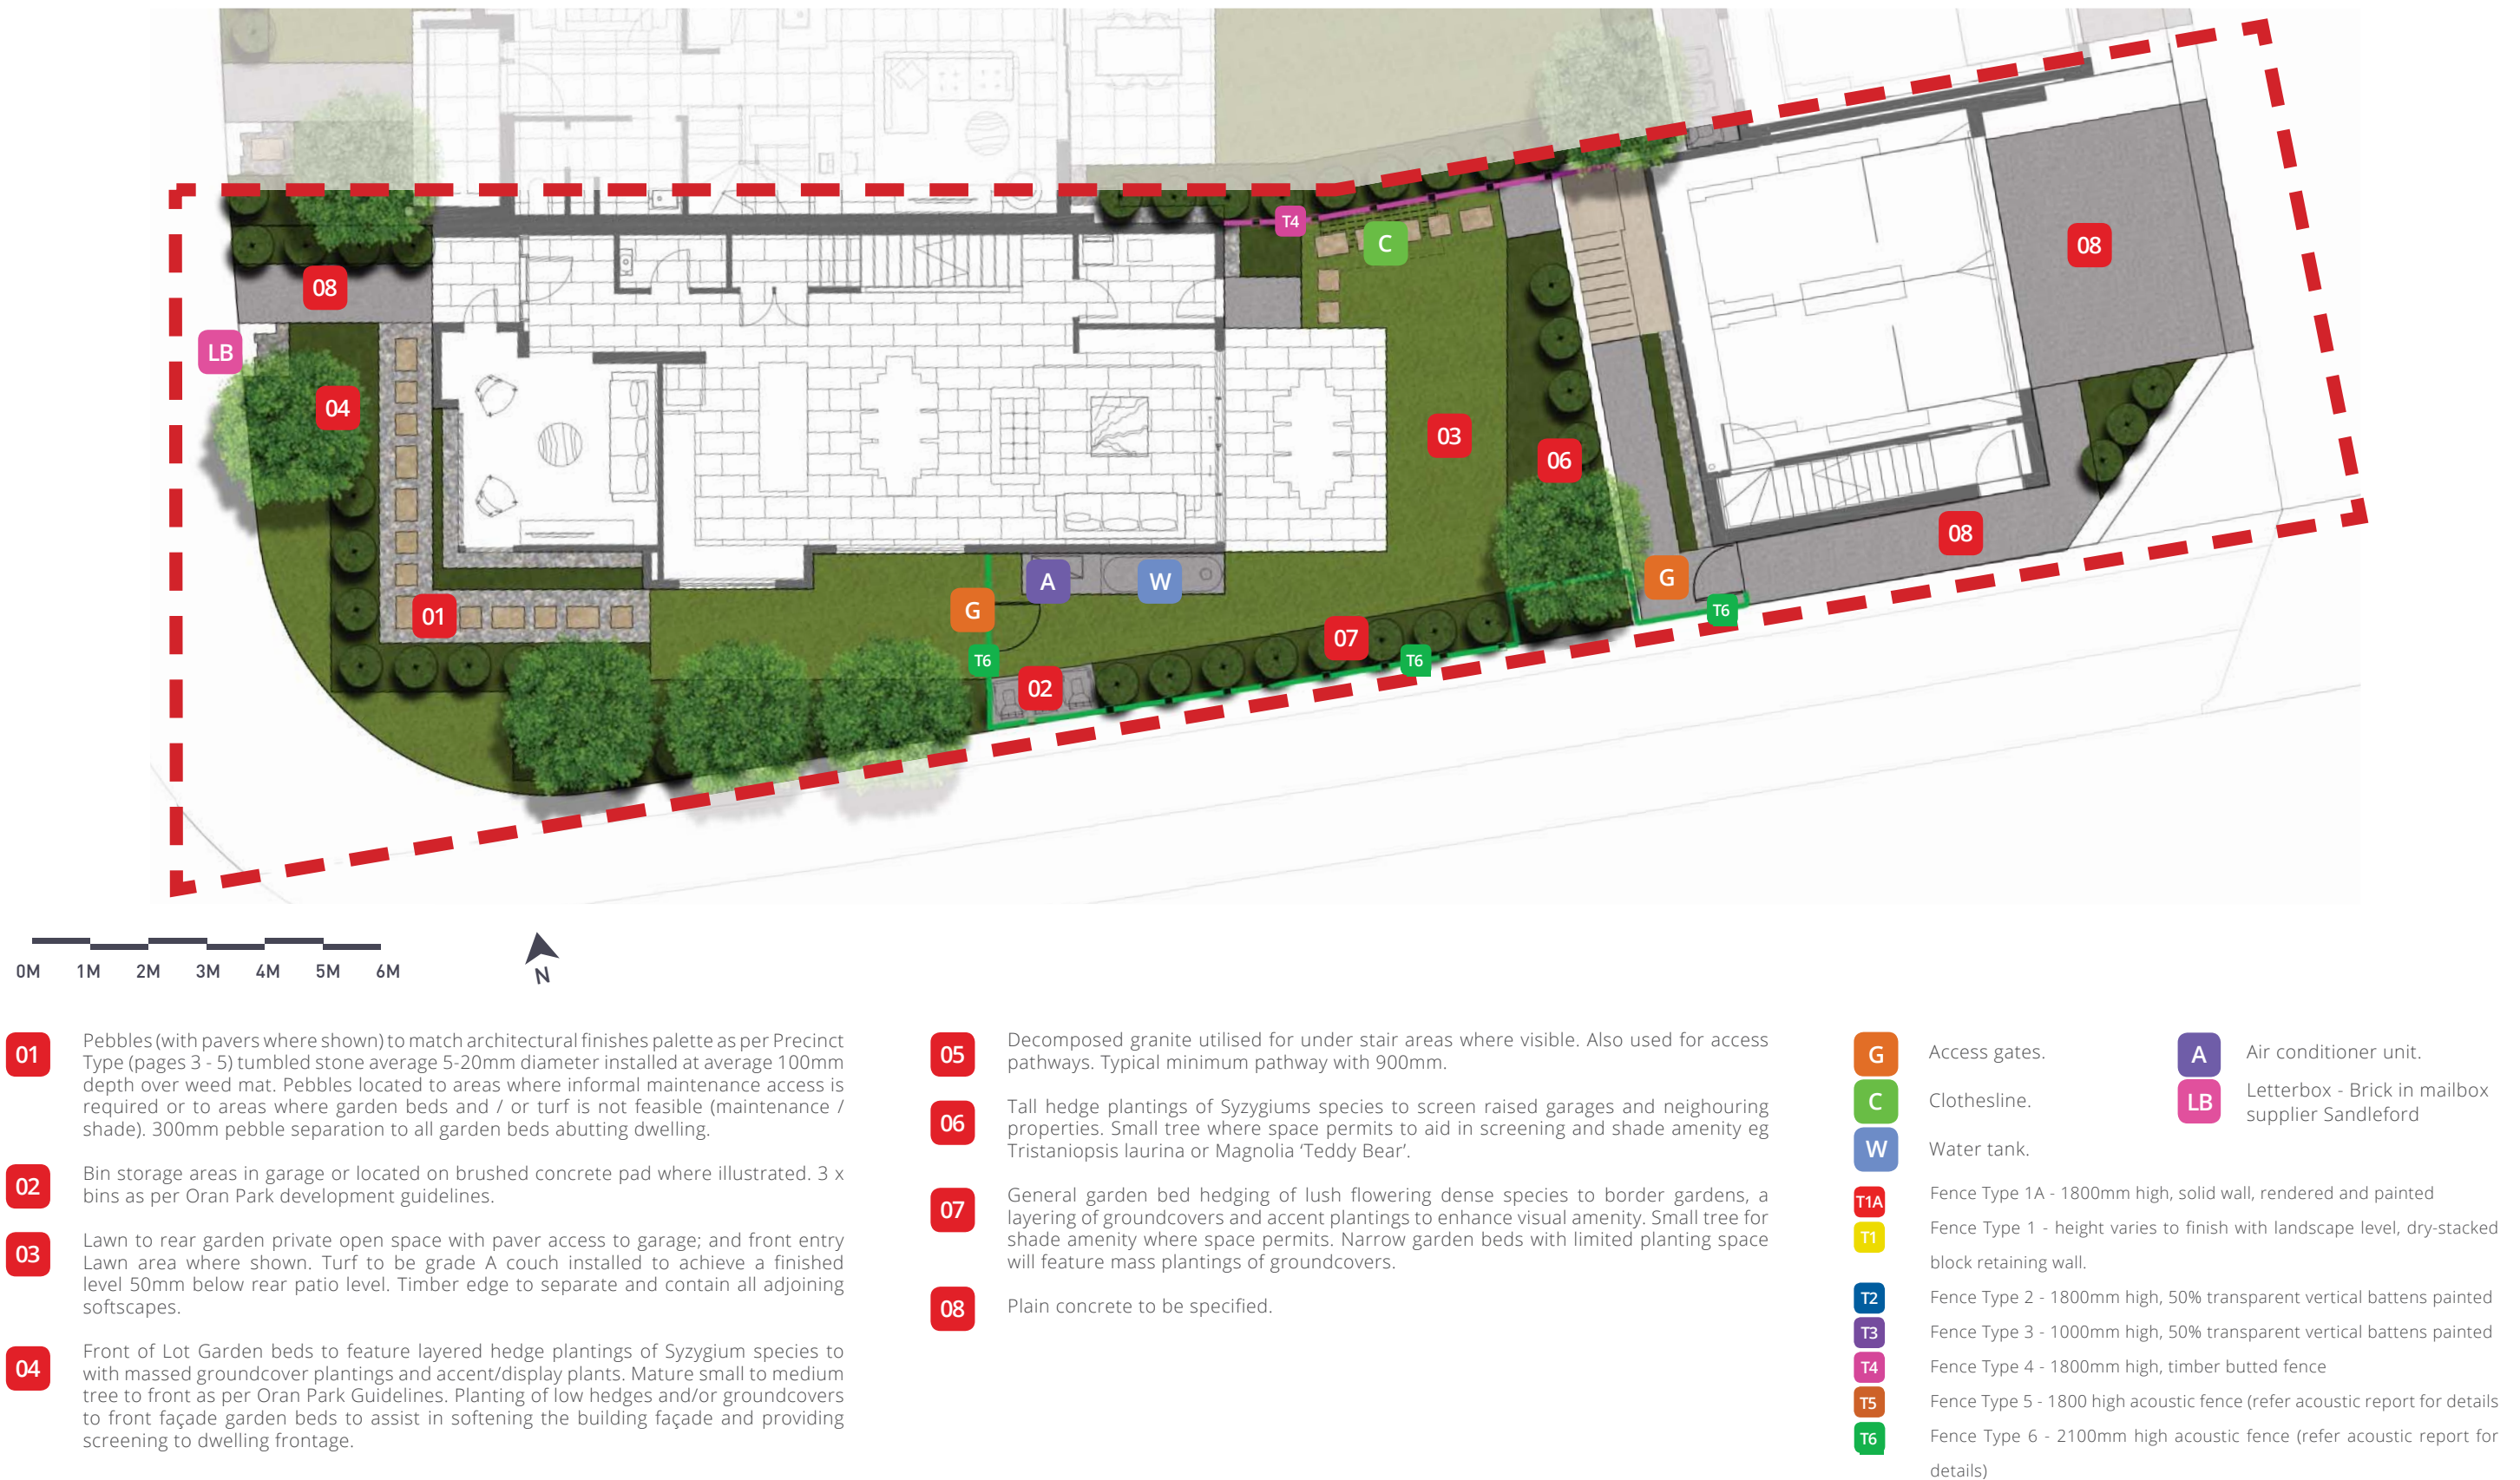 T4
C
08
08
LB
04
03
06
08
A
W
G
G
01
T6
07
T6
T6
02
0M 1M 2M 3M 4M 5M 6M
N
01
Pebbles (with pavers where shown) to match architectural finishes palette as per Precinct
Type (pages 3 - 5) tumbled stone average 5-20mm diameter installed at average 100mm
depth over weed mat. Pebbles located to areas where informal maintenance access is
required or to areas where garden beds and / or turf is not feasible (maintenance /
shade). 300mm pebble separation to all garden beds abutting dwelling.
02
Bin storage areas in garage or located on brushed concrete pad where illustrated. 3 x
bins as per Oran Park development guidelines.
03
Lawn to rear garden private open space with paver access to garage; and front entry
Lawn area where shown. Turf to be grade A couch installed to achieve a finished
level 50mm below rear patio level. Timber edge to separate and contain all adjoining
softscapes.
04
Front of Lot Garden beds to feature layered hedge plantings of Syzygium species to
with massed groundcover plantings and accent/display plants. Mature small to medium
tree to front as per Oran Park Guidelines. Planting of low hedges and/or groundcovers
to front façade garden beds to assist in softening the building façade and providing
screening to dwelling frontage.
05
Decomposed granite utilised for under stair areas where visible. Also used for access
pathways. Typical minimum pathway with 900mm.
06
Tall hedge plantings of Syzygiums species to screen raised garages and neighouring
properties. Small tree where space permits to aid in screening and shade amenity eg
Tristaniopsis laurina or Magnolia ‘Teddy Bear’.
07
General garden bed hedging of lush flowering dense species to border gardens, a
layering of groundcovers and accent plantings to enhance visual amenity. Small tree for
shade amenity where space permits. Narrow garden beds with limited planting space
will feature mass plantings of groundcovers.
08
Plain concrete to be specified.
G Access gates.
C Clothesline.
W Water tank.
A Air conditioner unit.
LB Letterbox - Brick in mailbox
supplier Sandleford
T1A Fence Type 1A - 1800mm high, solid wall, rendered and painted
T1 Fence Type 1 - height varies to finish with landscape level, dry-stacked
block retaining wall.
T2 Fence Type 2 - 1800mm high, 50% transparent vertical battens painted
T3 Fence Type 3 - 1000mm high, 50% transparent vertical battens painted
T4 Fence Type 4 - 1800mm high, timber butted fence
T5 Fence Type 5 - 1800 high acoustic fence (refer acoustic report for details
T6 Fence Type 6 - 2100mm high acoustic fence (refer acoustic report for
details)